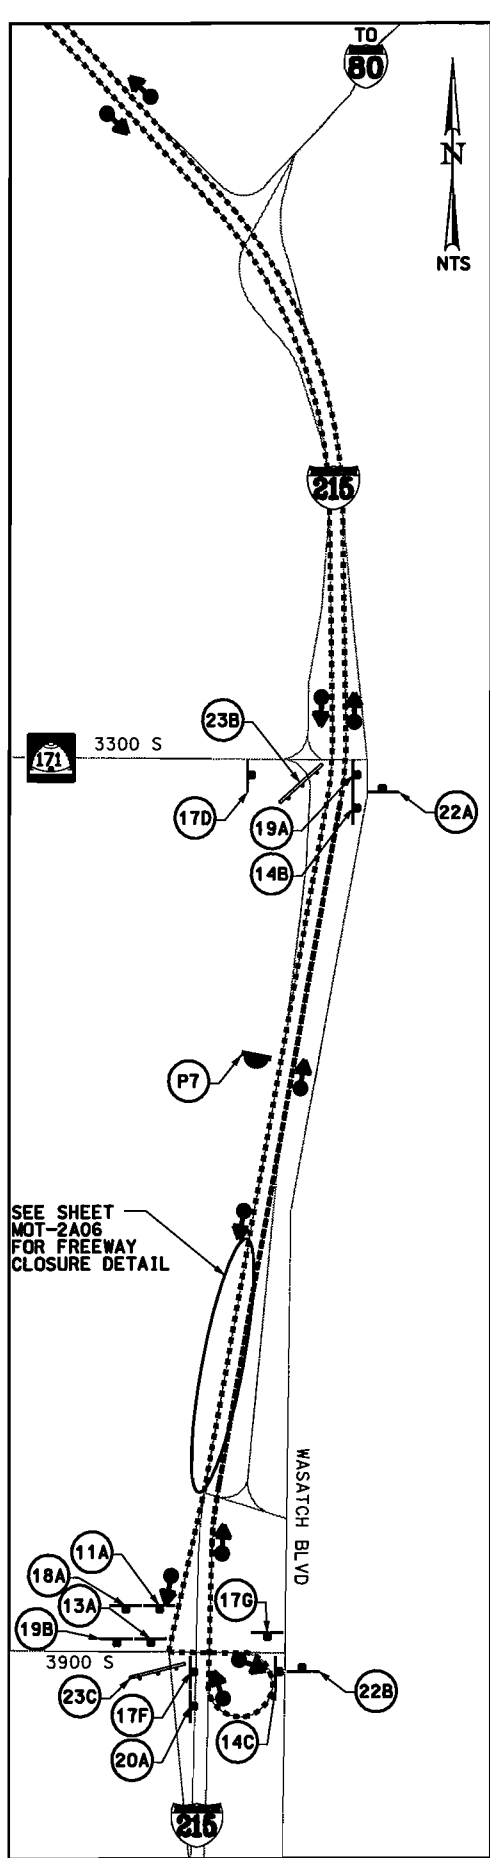 TO
80
N
NTS
215
23B
3300 S
171
17D
19A
22A
14B
P7
SEE SHEET
MOT-2A06
FOR FREEWAY
CLOSURE DETAIL
WASATCH BLVD
11A
18A
13A
17G
19B
3900 S
23C
17F
22B
14C
20A
215